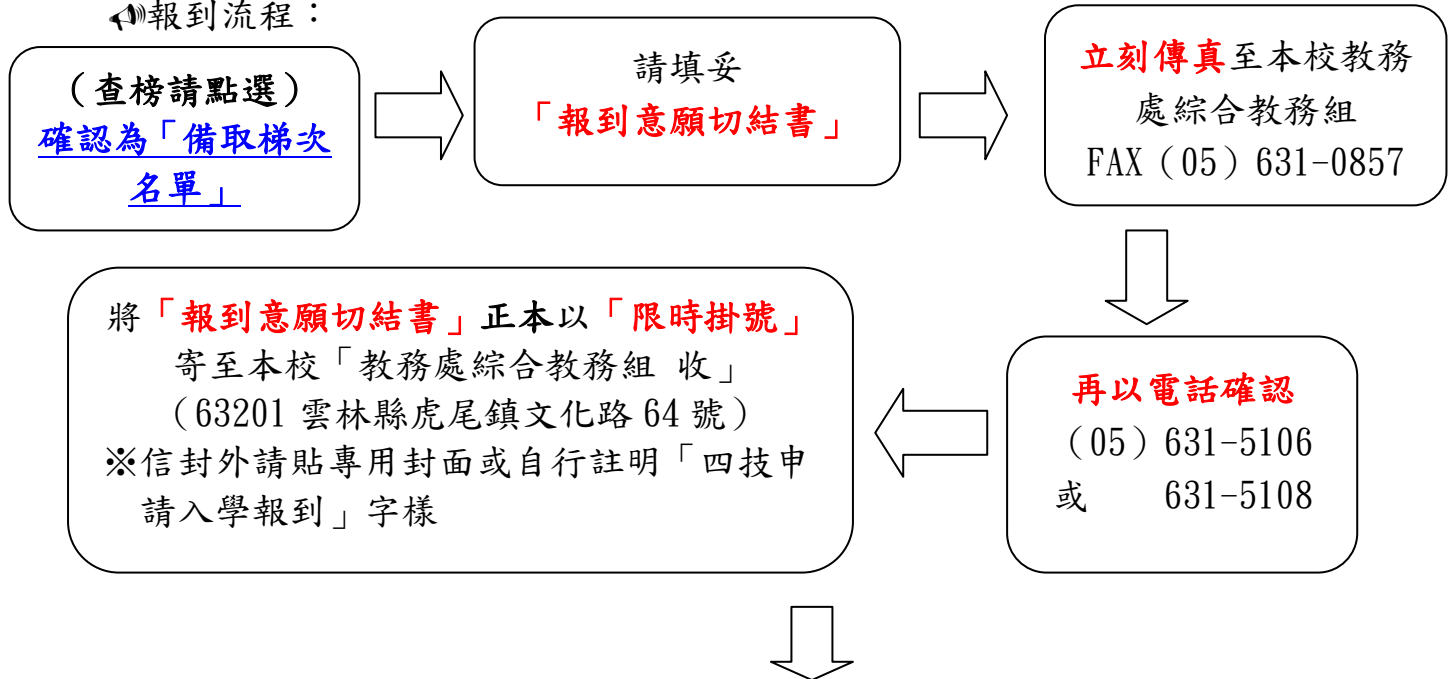 報到流程：
（查榜請點選）
確認為「備取梯次
名單」
請填妥
「報到意願切結書」
立刻傳真至本校教務
處綜合教務組
FAX（05）631-0857
再以電話確認
（05）631-5106
或 631-5108
將「報到意願切結書」正本以「限時掛號」
寄至本校「教務處綜合教務組 收」
（63201 雲林縣虎尾鎮文化路 64 號）
※信封外請貼專用封面或自行註明「四技申
請入學報到」字樣